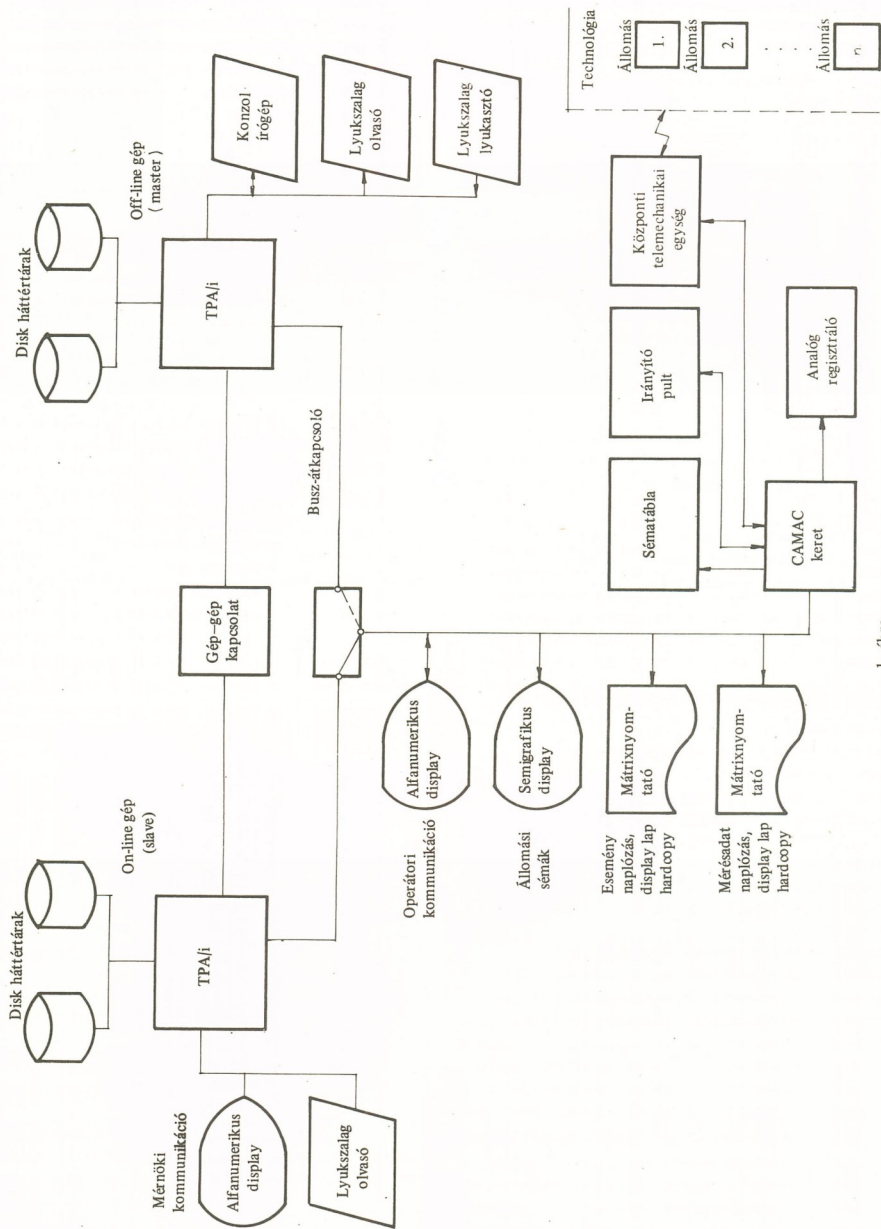 Disk háttértárak
On-line gép
(slave)
TPA/i
Mérnöki
kommunikáció
Alfanumerikus
display
Lyukszalag
olvasó
Gép–gép
kapcsolat
Disk háttértárak
Off-line gép
( master )
TPA/i
Konzol
írógép
Lyukszalag
olvasó
Lyukszalag
lyukasztó
Busz-átkapcsoló
Alfanumerikus
display
Operátori
kommunikáció
Semigrafikus
display
Állomási
sémák
Mátrixnyom-
tató
Esemény
naplózás,
display lap
hardcopy
Mátrixnyom-
tató
Mérésadat
naplózás,
display lap
hardcopy
Sématábla
Irányító
pult
Központi
telemechanikai
egység
CAMAC
keret
Analóg
regisztráló
Technológia
Állomás
1.
Állomás
2.
Állomás
n.